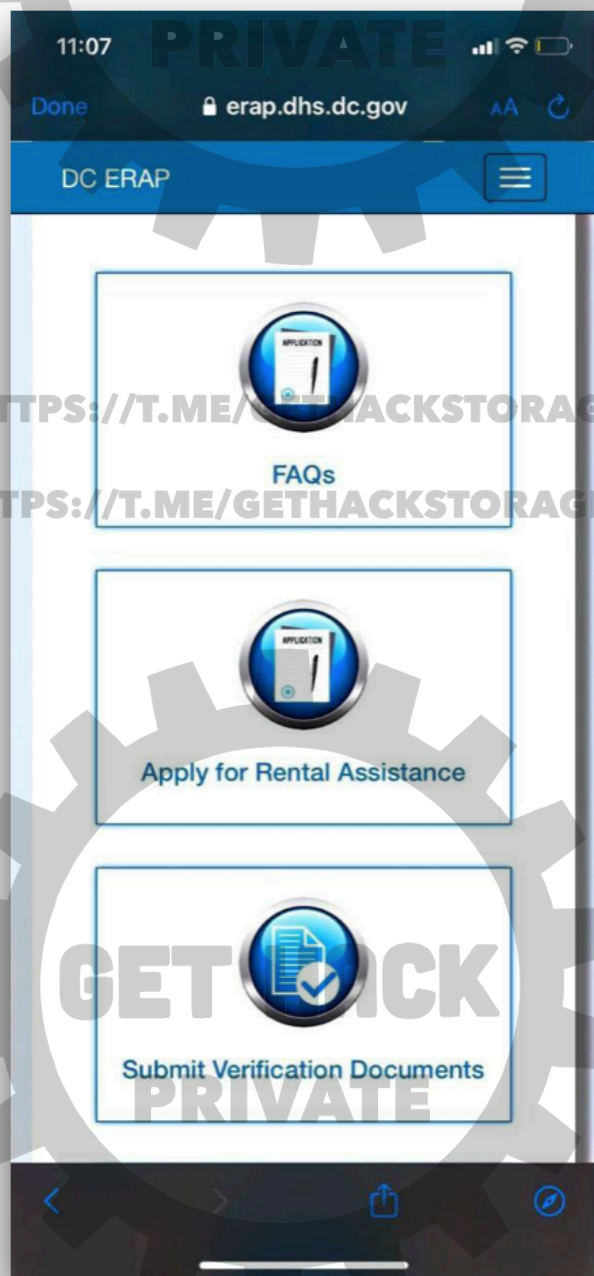 PRIVATE
11:07
Done
erap.dhs.dc.gov
AA
DC ERAP
APPLICATION
TTPS://T.ME/GETHACKSTORAG
FAQs
TPS://T.ME/GETHACKSTORAG
APPLICATION
Apply for Rental Assistance
GET HACK
Submit Verification Documents
PRIVATE